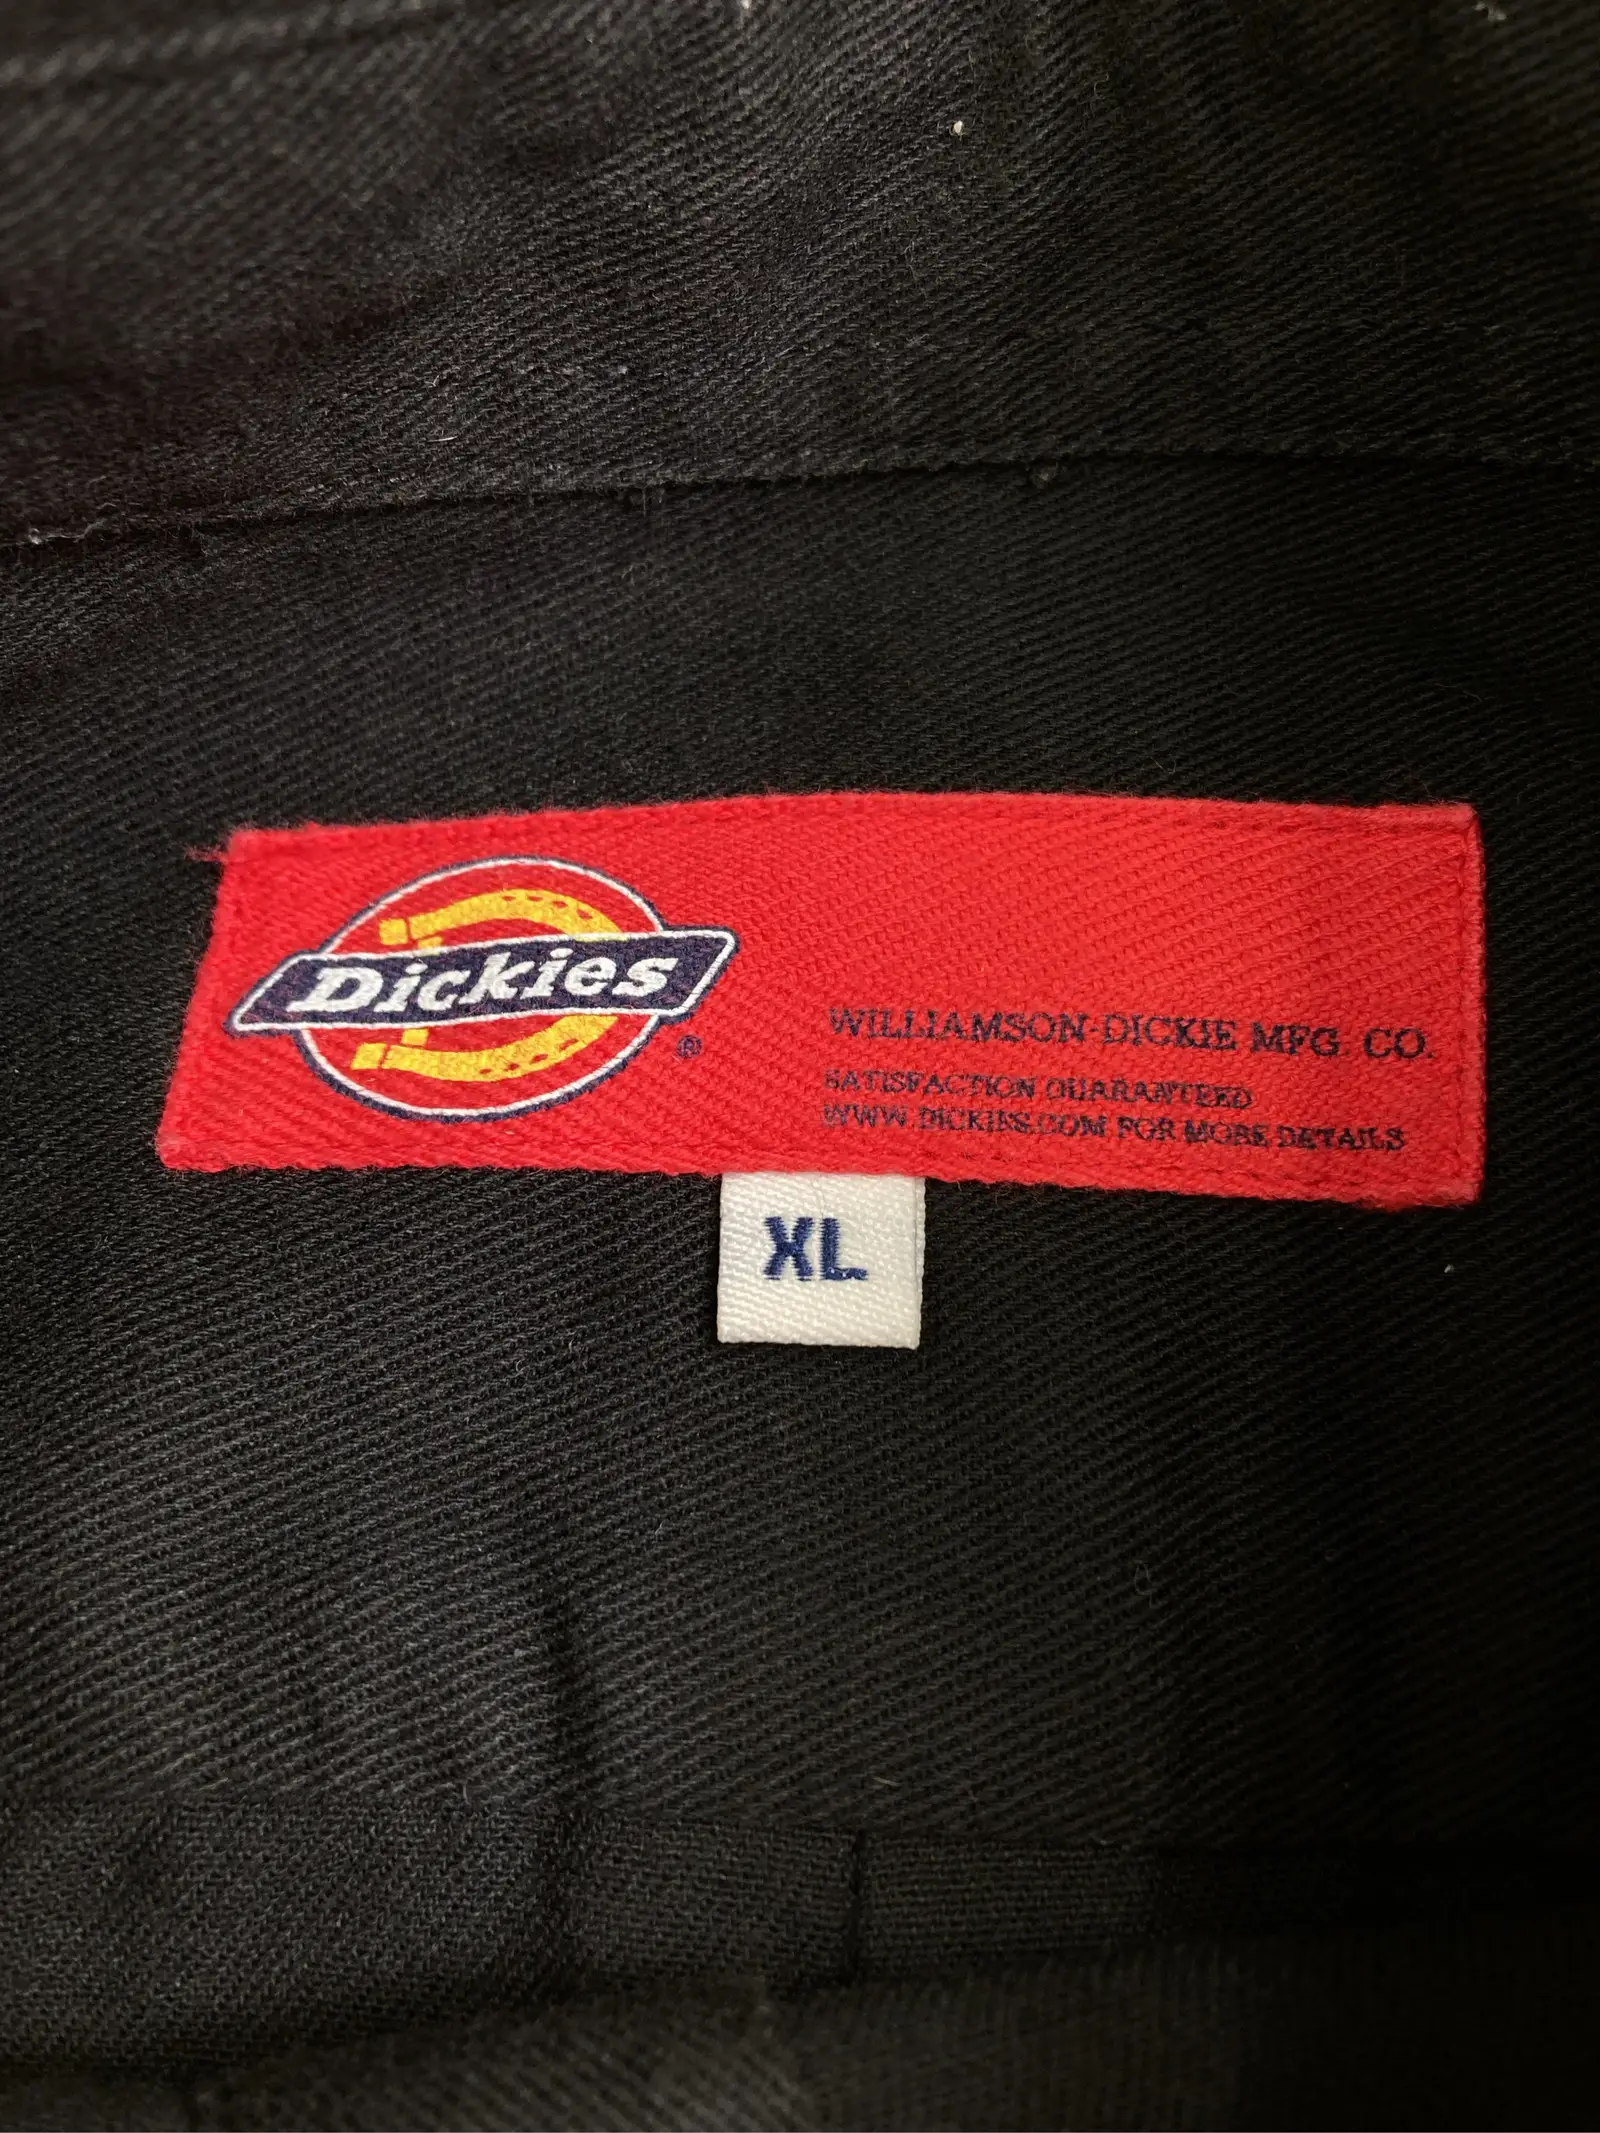 Dickies
®
WILLIAMSON-DICKIE MFG. CO.
SATISFACTION GUARANTEED
WWW.DICKIES.COM FOR MORE DETAILS
XL